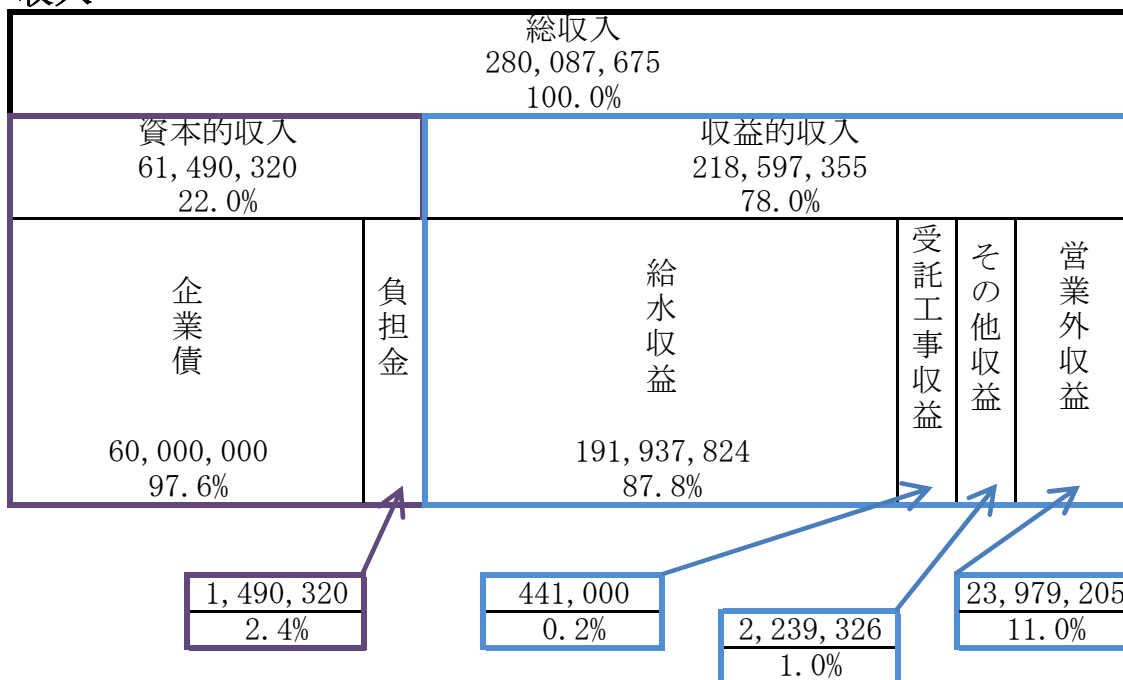 収入
総収入
280,087,675
100.0%
資本的収入
61,490,320
22.0%
収益的収入
218,597,355
78.0%
企業債
60,000,000
97.6%
負担金
給水収益
191,937,824
87.8%
受託工事収益
その他収益
営業外収益
1,490,320
2.4%
441,000
0.2%
2,239,326
1.0%
23,979,205
11.0%